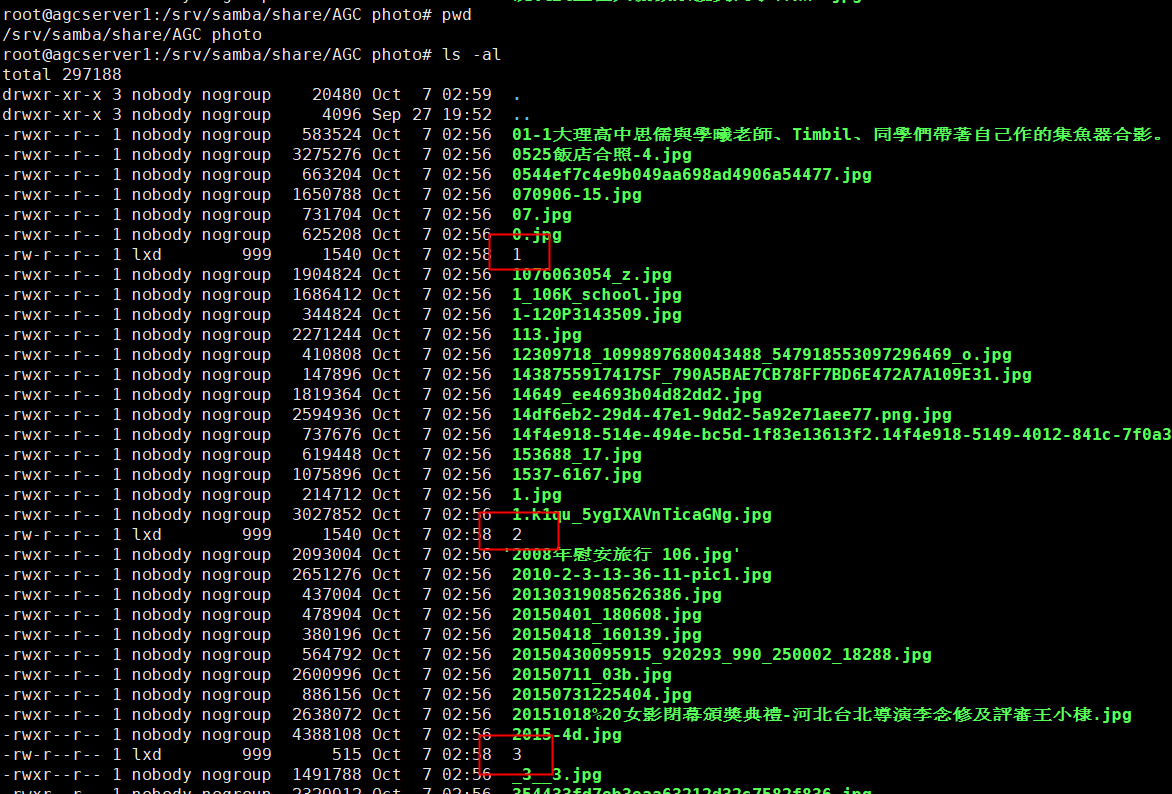 root@agcserver1:/srv/samba/share/AGC photo# pwd
/srv/samba/share/AGC photo
root@agcserver1:/srv/samba/share/AGC photo# ls -al
total 297188
drwxr-xr-x 3 nobody nogroup 20480 Oct 7 02:59 .
drwxr-xr-x 3 nobody nogroup 4096 Sep 27 19:52 ..
-rwxr--r-- 1 nobody nogroup 583524 Oct 7 02:56 01-1大理高中思儒與學曦老師、Timbil、同學們帶著自己作的集魚器合影。
-rwxr--r-- 1 nobody nogroup 3275276 Oct 7 02:56 0525飯店合照-4.jpg
-rwxr--r-- 1 nobody nogroup 663204 Oct 7 02:56 0544ef7c4e9b049aa698ad4906a54477.jpg
-rwxr--r-- 1 nobody nogroup 1650788 Oct 7 02:56 070906-15.jpg
-rwxr--r-- 1 nobody nogroup 731704 Oct 7 02:56 07.jpg
-rwxr--r-- 1 nobody nogroup 625208 Oct 7 02:56 0.jpg
-rw-r--r-- 1 lxd 999 1540 Oct 7 02:58 1
-rwxr--r-- 1 nobody nogroup 1904824 Oct 7 02:56 1076063054_z.jpg
-rwxr--r-- 1 nobody nogroup 1686412 Oct 7 02:56 1_106K_school.jpg
-rwxr--r-- 1 nobody nogroup 344824 Oct 7 02:56 1-120P3143509.jpg
-rwxr--r-- 1 nobody nogroup 2271244 Oct 7 02:56 113.jpg
-rwxr--r-- 1 nobody nogroup 410808 Oct 7 02:56 12309718_1099897680043488_547918553097296469_o.jpg
-rwxr--r-- 1 nobody nogroup 147896 Oct 7 02:56 1438755917417SF_790A5BAE7CB78FF7BD6E472A7A109E31.jpg
-rwxr--r-- 1 nobody nogroup 1819364 Oct 7 02:56 14649_ee4693b04d82dd2.jpg
-rwxr--r-- 1 nobody nogroup 2594936 Oct 7 02:56 14df6eb2-29d4-47e1-9dd2-5a92e71aee77.png.jpg
-rwxr--r-- 1 nobody nogroup 737676 Oct 7 02:56 14f4e918-514e-494e-bc5d-1f83e13613f2.14f4e918-5149-4012-841c-7f0a3
-rwxr--r-- 1 nobody nogroup 619448 Oct 7 02:56 153688_17.jpg
-rwxr--r-- 1 nobody nogroup 1075896 Oct 7 02:56 1537-6167.jpg
-rwxr--r-- 1 nobody nogroup 214712 Oct 7 02:56 1.jpg
-rwxr--r-- 1 nobody nogroup 3027852 Oct 7 02:56 1.k1qu_5ygIXAVnTicaGNg.jpg
-rw-r--r-- 1 lxd 999 1540 Oct 7 02:58 2
-rwxr--r-- 1 nobody nogroup 2093004 Oct 7 02:56 '2008年慰安旅行 106.jpg'
-rwxr--r-- 1 nobody nogroup 2651276 Oct 7 02:56 2010-2-3-13-36-11-pic1.jpg
-rwxr--r-- 1 nobody nogroup 437004 Oct 7 02:56 20130319085626386.jpg
-rwxr--r-- 1 nobody nogroup 478904 Oct 7 02:56 20150401_180608.jpg
-rwxr--r-- 1 nobody nogroup 380196 Oct 7 02:56 20150418_160139.jpg
-rwxr--r-- 1 nobody nogroup 564792 Oct 7 02:56 20150430095915_920293_990_250002_18288.jpg
-rwxr--r-- 1 nobody nogroup 2600996 Oct 7 02:56 20150711_03b.jpg
-rwxr--r-- 1 nobody nogroup 886156 Oct 7 02:56 20150731225404.jpg
-rwxr--r-- 1 nobody nogroup 2638072 Oct 7 02:56 20151018%20女影閉幕頒獎典禮-河北台北導演李念修及評審王小棣.jpg
-rwxr--r-- 1 nobody nogroup 4388108 Oct 7 02:56 2015-4d.jpg
-rw-r--r-- 1 lxd 999 515 Oct 7 02:58 3
-rwxr--r-- 1 nobody nogroup 1491788 Oct 7 02:56 _3__3.jpg